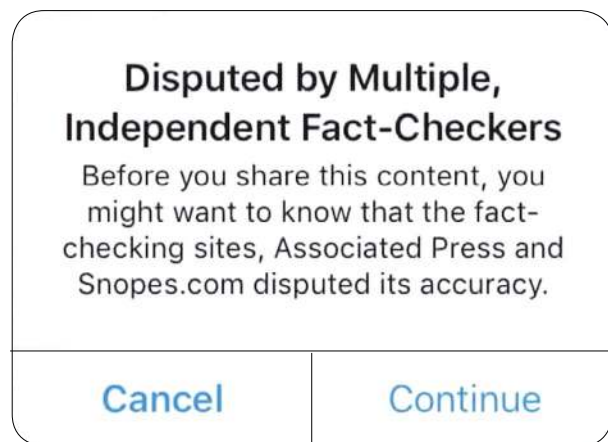 Disputed by Multiple,
Independent Fact-Checkers
Before you share this content, you
might want to know that the fact-
checking sites, Associated Press and
Snopes.com disputed its accuracy.
Cancel
Continue